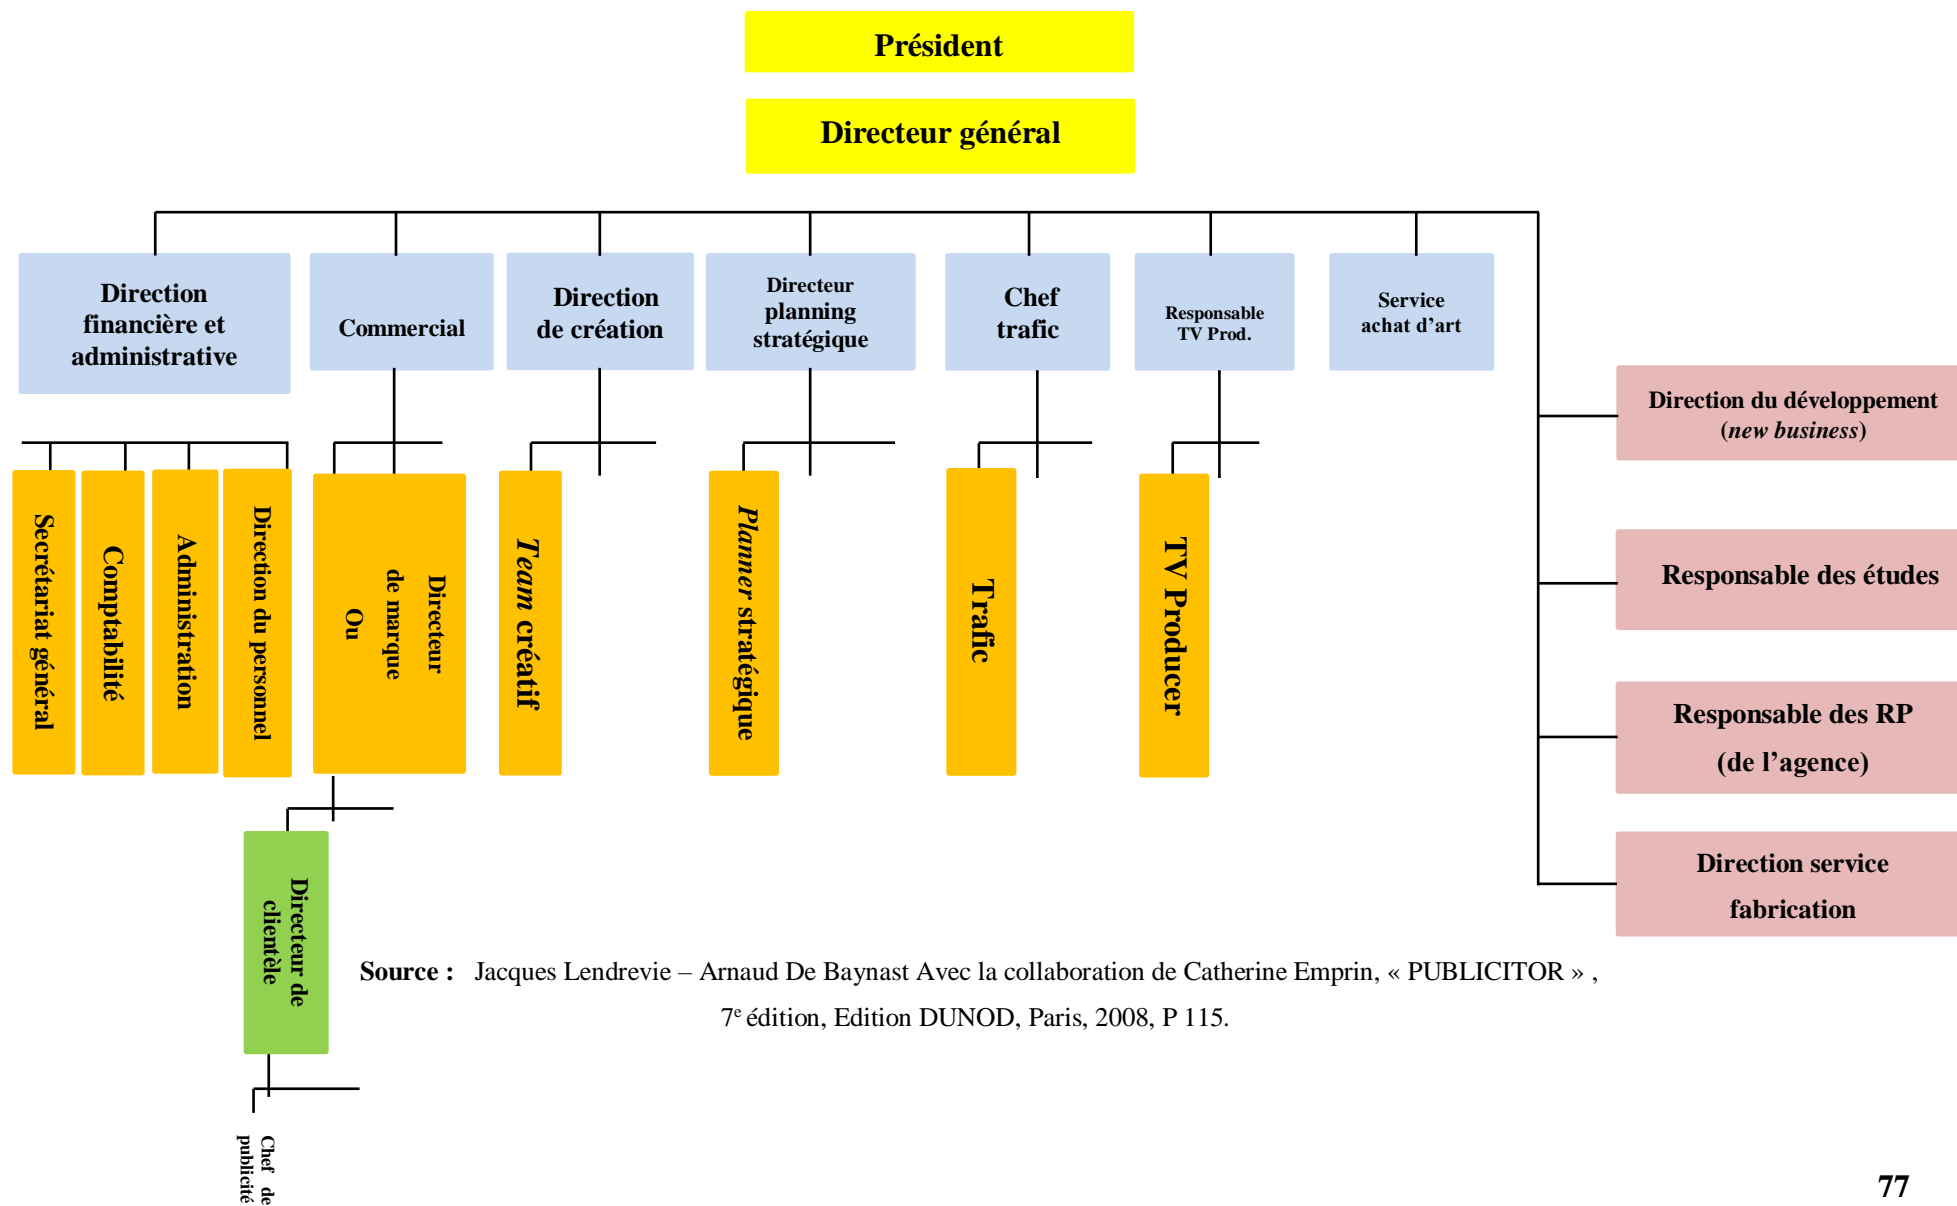 Président
Directeur général
Direction
financière et
administrative
Commercial
Direction
de création
Directeur
planning
stratégique
Chef
trafic
Responsable
TV Prod.
Service
achat d’art
Direction du développement
(new business)
Responsable des études
Responsable des RP
(de l’agence)
Direction service
fabrication
Secrétariat général
Comptabilité
Administration
Direction du personnel
Directeur
de marque
Ou
Team créatif
Planner stratégique
Trafic
TV Producer
Directeur de
clientèle
Chef de
publicité
Source : Jacques Lendrevie – Arnaud De Baynast Avec la collaboration de Catherine Emprin, « PUBLICITOR » ,
7e édition, Edition DUNOD, Paris, 2008, P 115.
77